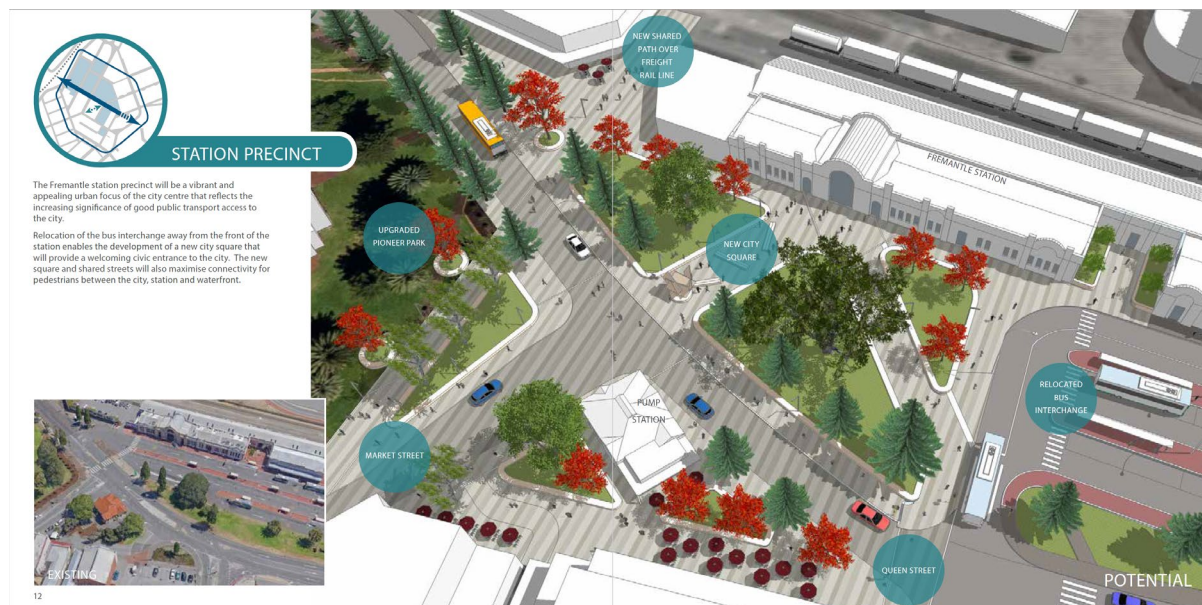 STATION PRECINCT
The Fremantle station precinct will be a vibrant and
appealing urban focus of the city centre that reflects the
increasing significance of good public transport access to
the city.
Relocation of the bus interchange away from the front of the
station enables the development of a new city square that
will provide a welcoming civic entrance to the city. The new
square and shared streets will also maximise connectivity for
pedestrians between the city, station and waterfront.
EXISTING
12
NEW SHARED
PATH OVER
FREIGHT
RAIL LINE
FREMANTLE STATION
UPGRADED
PIONEER PARK
NEW CITY
SQUARE
RELOCATED
BUS
INTERCHANGE
PUMP
STATION
MARKET STREET
QUEEN STREET
POTENTIAL